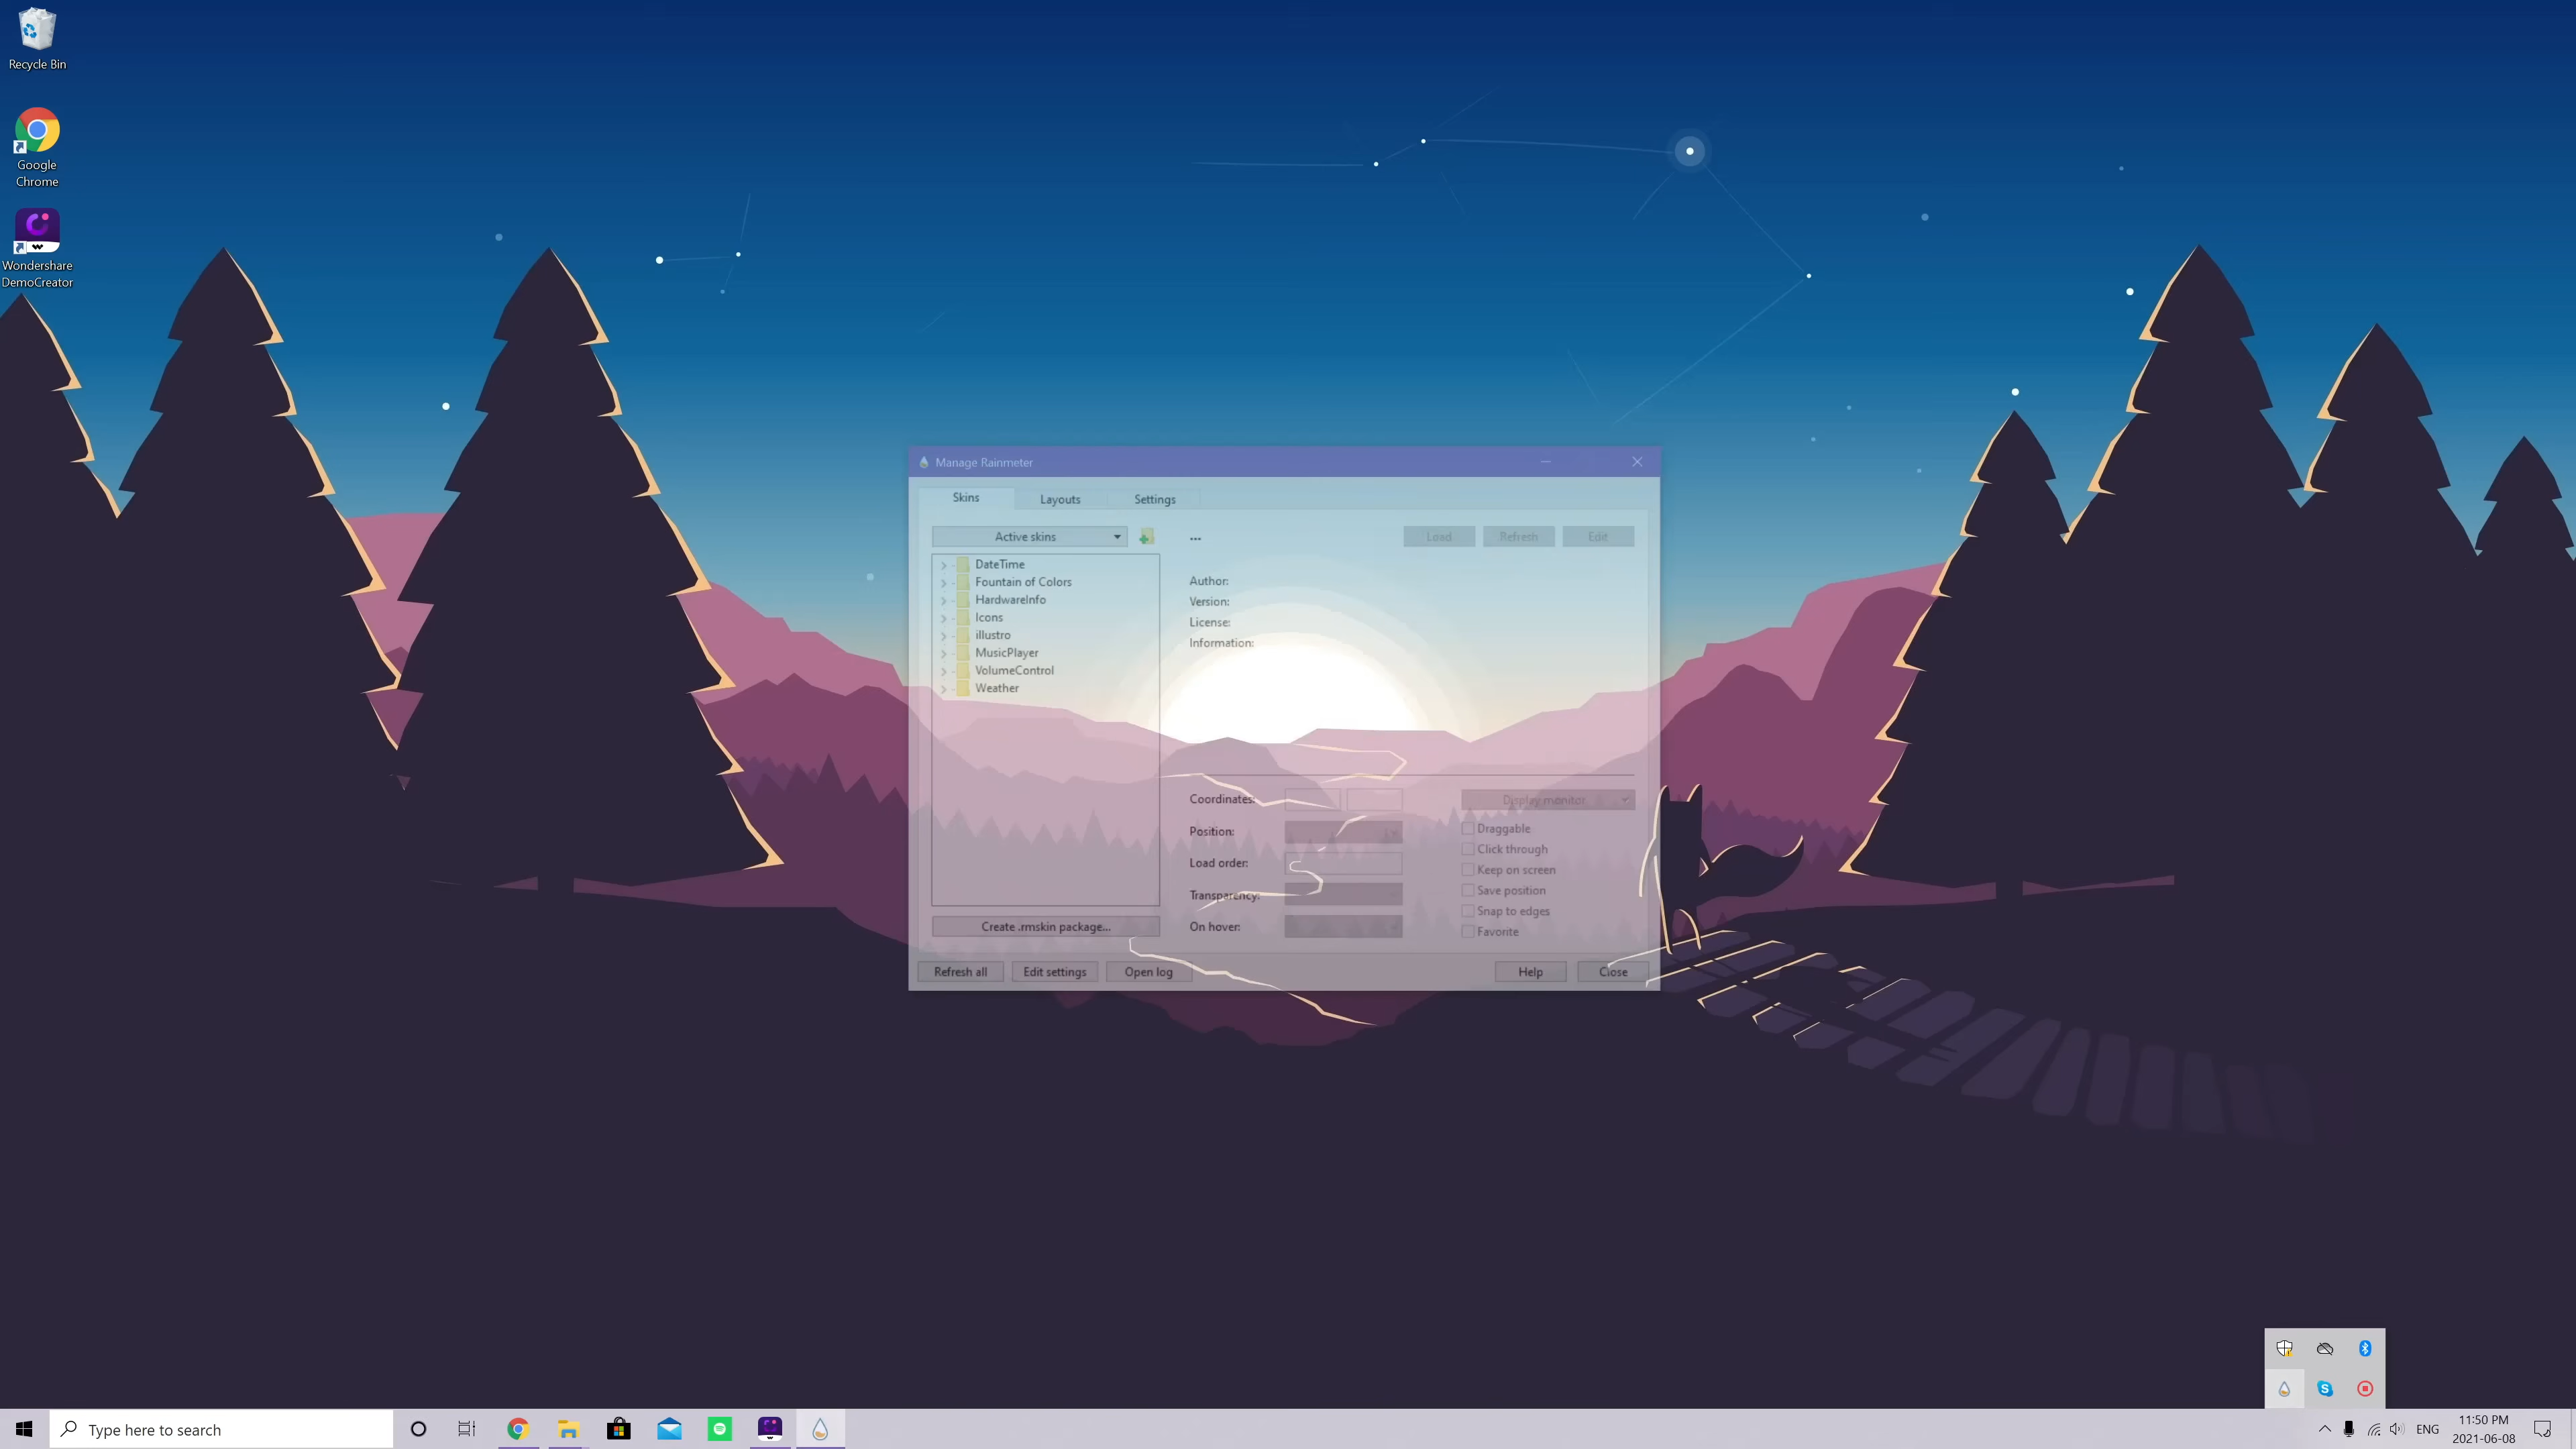 Recycle Bin
Google
Chrome
Wondershare
DemoCreator
Manage Rainmeter
Skins
Layouts
Settings
Active skins
...
Load
Refresh
Edit
DateTime
Fountain of Colors
HardwareInfo
Icons
illustro
MusicPlayer
VolumeControl
Weather
Author:
Version:
License:
Information:
Coordinates:
Display monitor
Position:
Draggable
Click through
Load order:
Keep on screen
Transparency:
Save position
Snap to edges
On hover:
Favorite
Create .rmskin package...
Refresh all
Edit settings
Open log
Help
Close
Type here to search
ENG
11:50 PM
2021-06-08